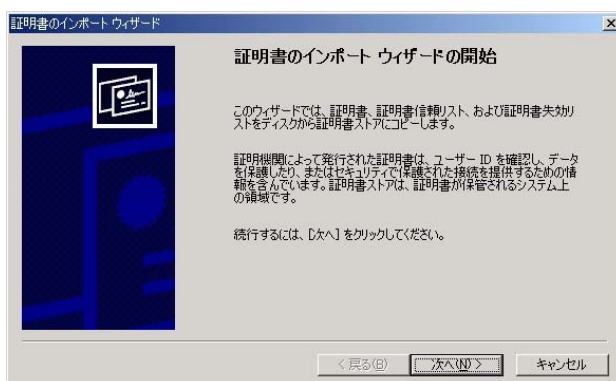 証明書のインポート ウィザード
証明書のインポート ウィザードの開始
このウィザードでは、証明書、証明書信頼リスト、および証明書失効リ
ストをディスクから証明書ストアにコピーします。
証明機関によって発行された証明書は、ユーザー ID を確認し、データ
を保護したり、またはセキュリティで保護された接続を提供するための情
報を含んでいます。証明書ストアは、証明書が保管されるシステム上
の領域です。
続行するには、[次へ] をクリックしてください。
< 戻る(B)
次へ(N) >
キャンセル